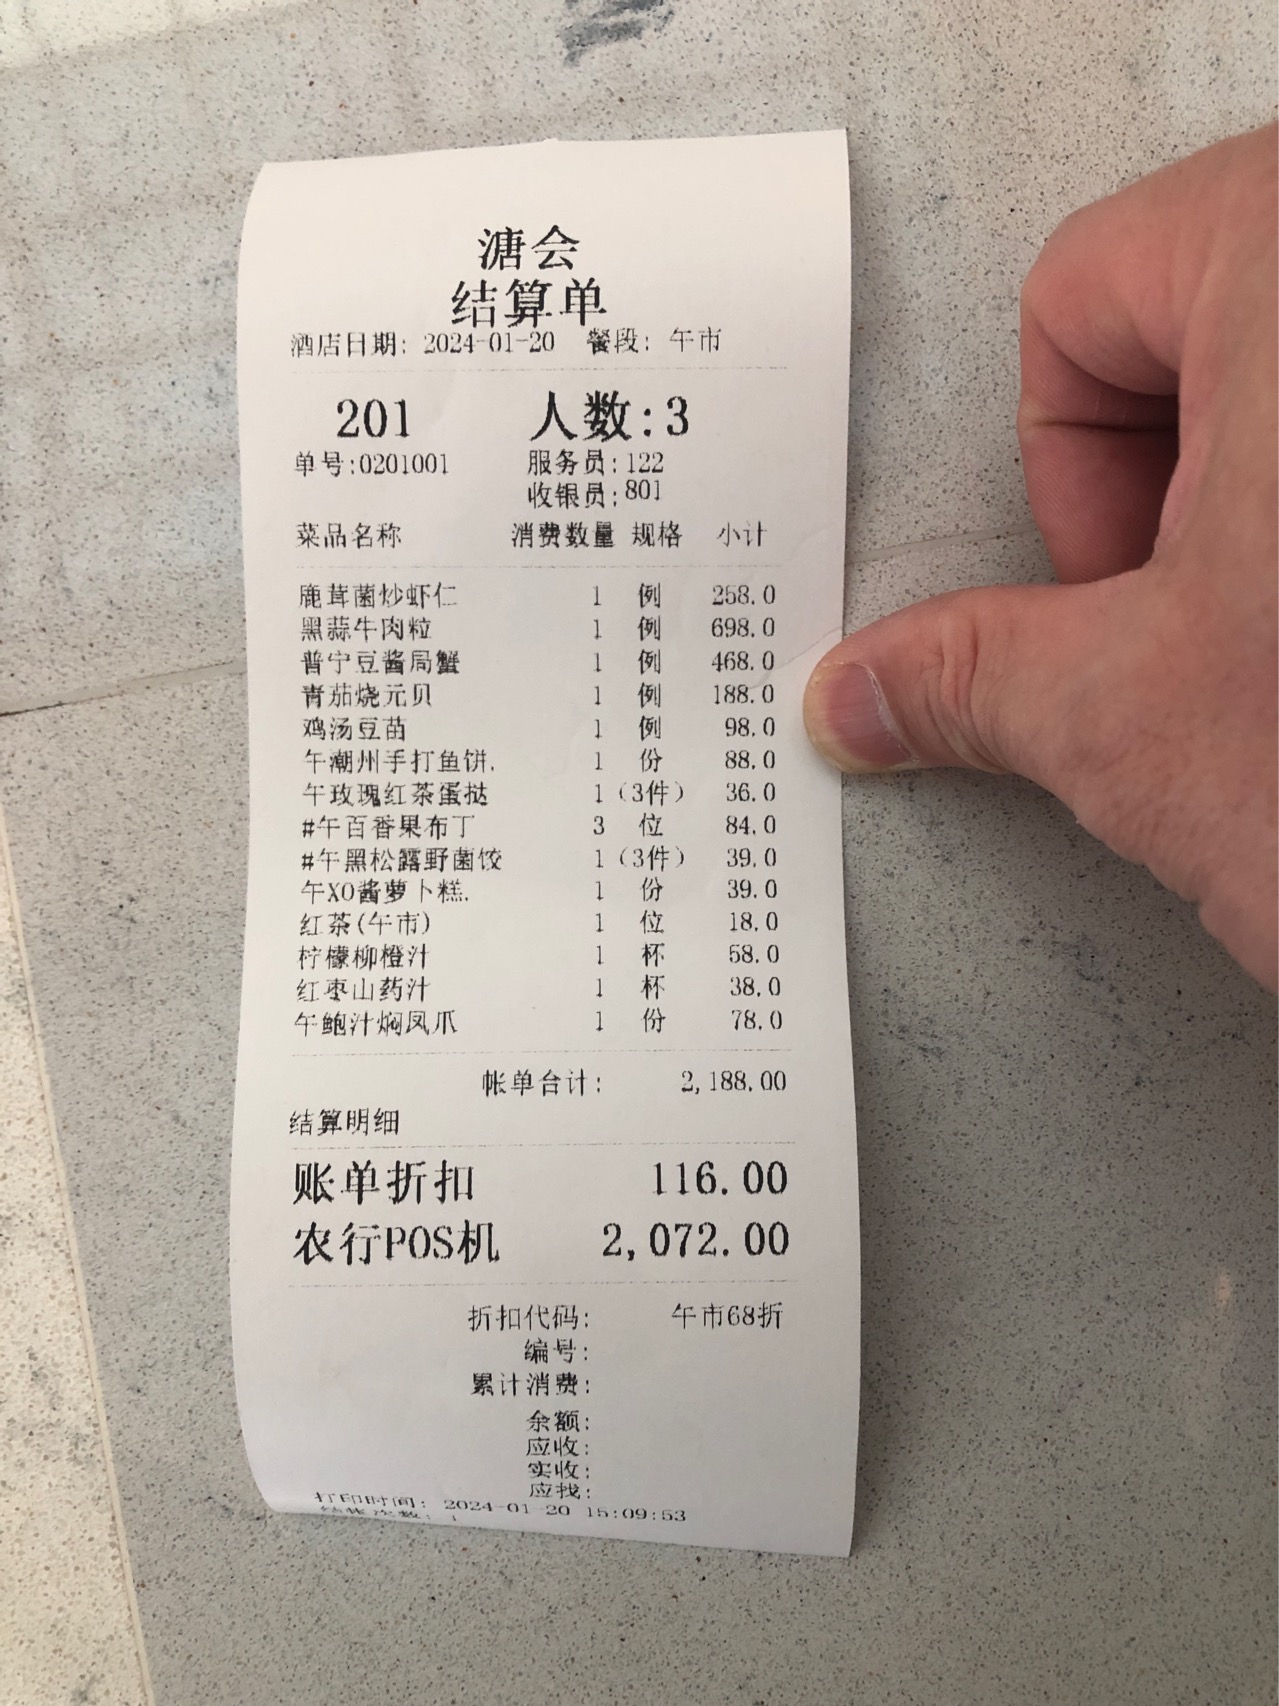 溏会
结算单
酒店日期: 2024-01-20 餐段: 午市
201 人数:3
单号:0201001 服务员:122
收银员:801
菜品名称 消费数量 规格 小计
鹿茸菌炒虾仁 1 例 258.0
黑蒜牛肉粒 1 例 698.0
普宁豆酱局蟹 1 例 468.0
青茄烧元贝 1 例 188.0
鸡汤豆苗 1 例 98.0
午潮州手打鱼饼. 1 份 88.0
午玫瑰红茶蛋挞 1 (3件) 36.0
#午百香果布丁 3 位 84.0
#午黑松露野菌饺 1 (3件) 39.0
午XO酱萝卜糕. 1 份 39.0
红茶(午市) 1 位 18.0
柠檬柳橙汁 1 杯 58.0
红枣山药汁 1 杯 38.0
午鲍汁焖凤爪 1 份 78.0
帐单合计: 2,188.00
结算明细
账单折扣 116.00
农行POS机 2,072.00
折扣代码: 午市68折
编号:
累计消费:
余额:
应收:
实收:
应找:
打印时间: 2024-01-20 15:09:53
结账次数: 1